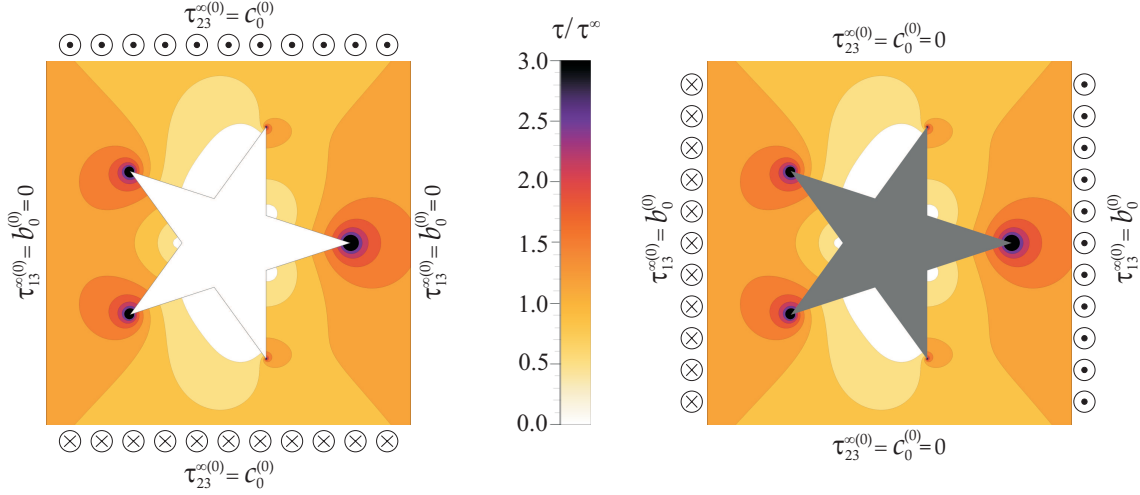 τ₂₃^∞(0) = c₀^(0)
τ₁₃^∞(0) = b₀^(0) = 0
τ₁₃^∞(0) = b₀^(0) = 0
τ₂₃^∞(0) = c₀^(0)
τ/τ^∞
3.0
2.5
2.0
1.5
1.0
0.5
0.0
τ₂₃^∞(0) = c₀^(0) = 0
τ₁₃^∞(0) = b₀^(0)
τ₁₃^∞(0) = b₀^(0)
τ₂₃^∞(0) = c₀^(0) = 0